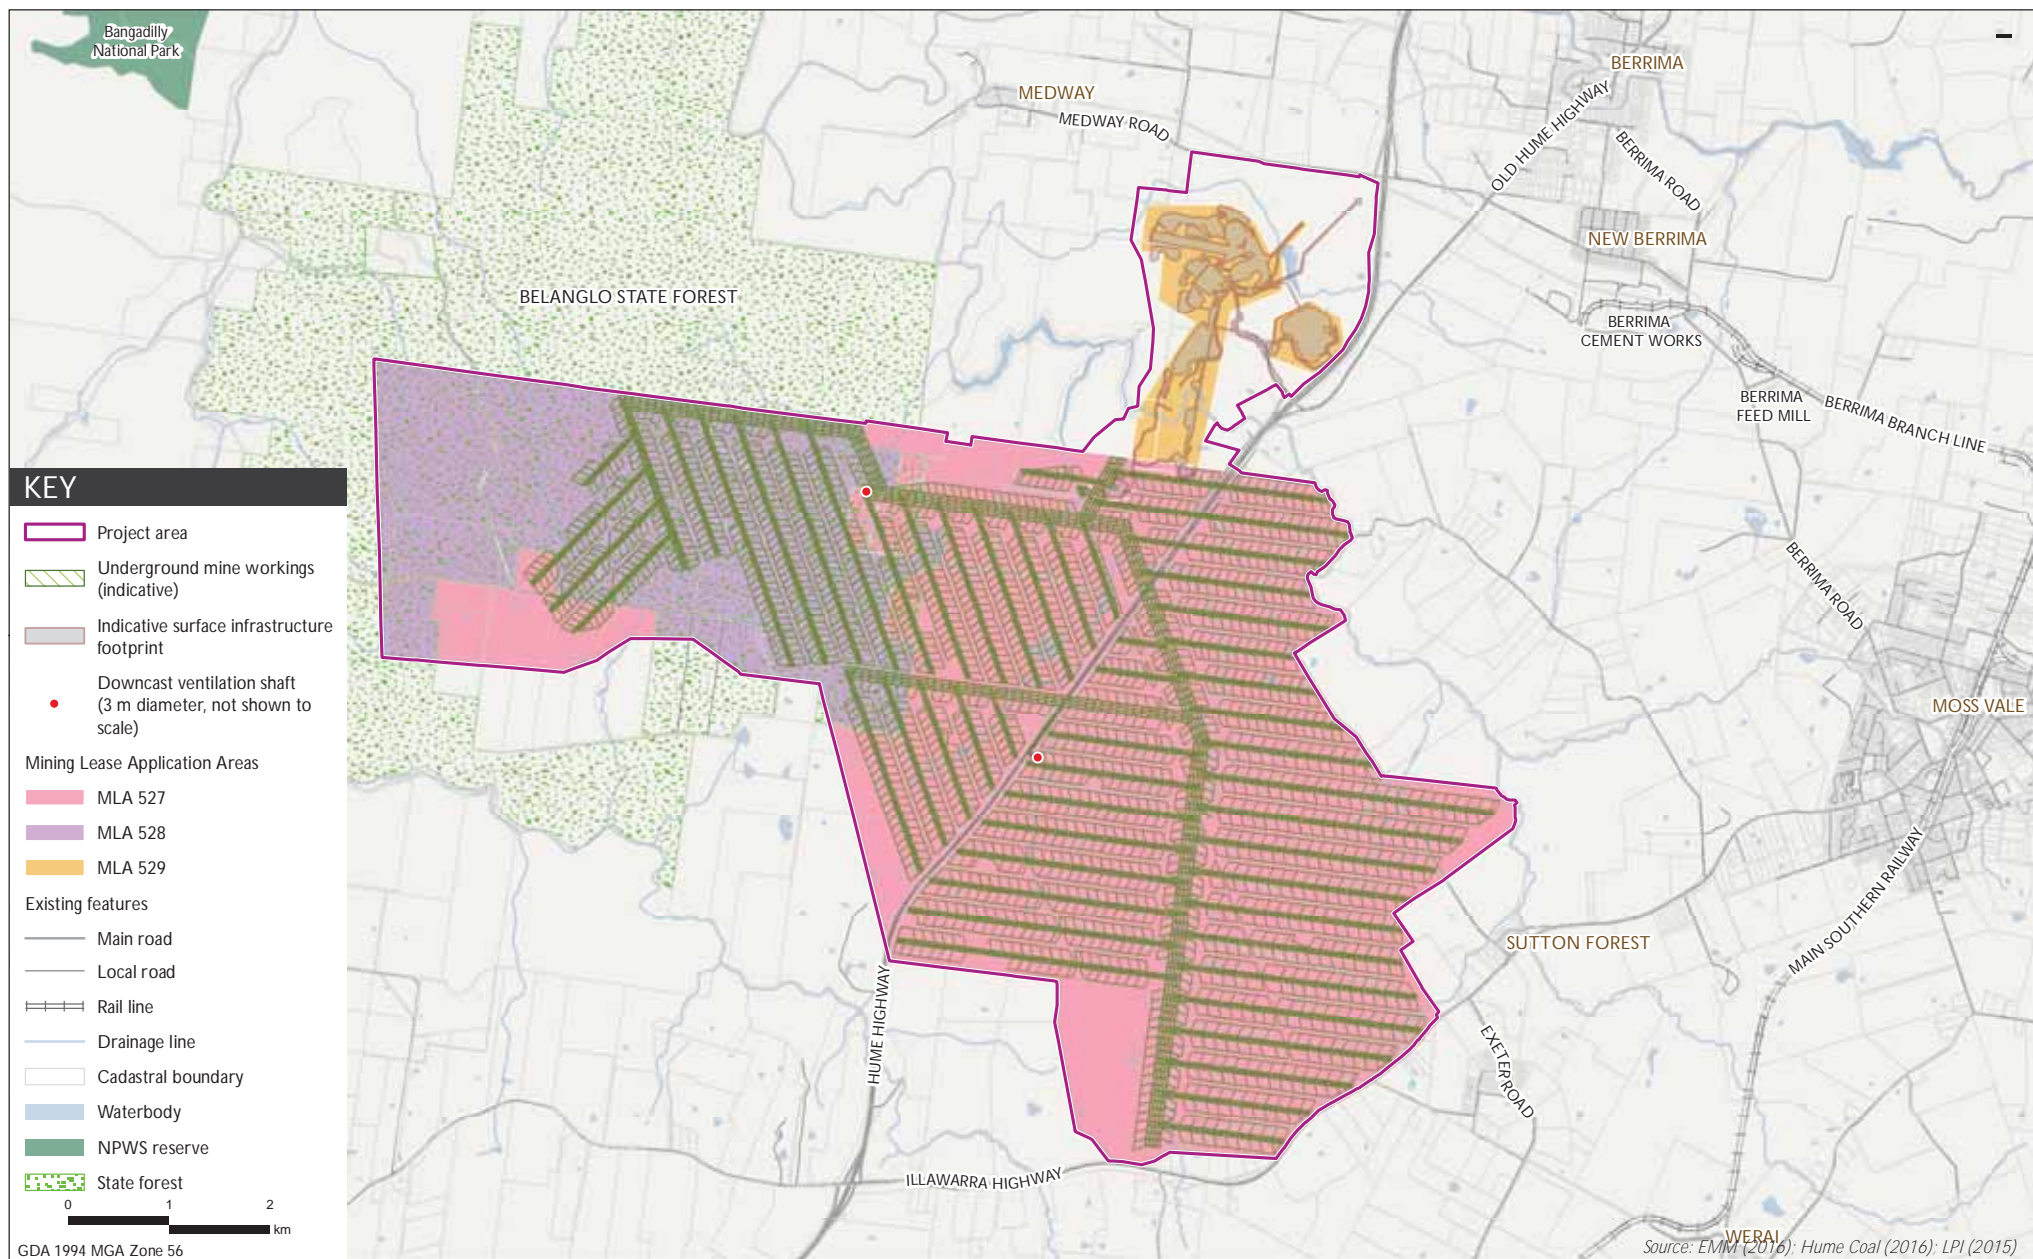 Bangadilly
National Park
MEDWAY
MEDWAY ROAD
BERRIMA
OLD HUME HIGHWAY
BERRIMA ROAD
NEW BERRIMA
BELANGLO STATE FOREST
BERRIMA
CEMENT WORKS
BERRIMA
FEED MILL
BERRIMA BRANCH LINE
BERRIMA ROAD
MOSS VALE
MAIN SOUTHERN RAILWAY
SUTTON FOREST
EXETER ROAD
HUME HIGHWAY
ILLAWARRA HIGHWAY
WERAI
KEY
Project area
Underground mine workings
(indicative)
Indicative surface infrastructure
footprint
Downcast ventilation shaft
(3 m diameter, not shown to
scale)
Mining Lease Application Areas
MLA 527
MLA 528
MLA 529
Existing features
Main road
Local road
Rail line
Drainage line
Cadastral boundary
Waterbody
NPWS reserve
State forest
0 1 2
km
GDA 1994 MGA Zone 56
Source: EMM (2016); Hume Coal (2016); LPI (2015)